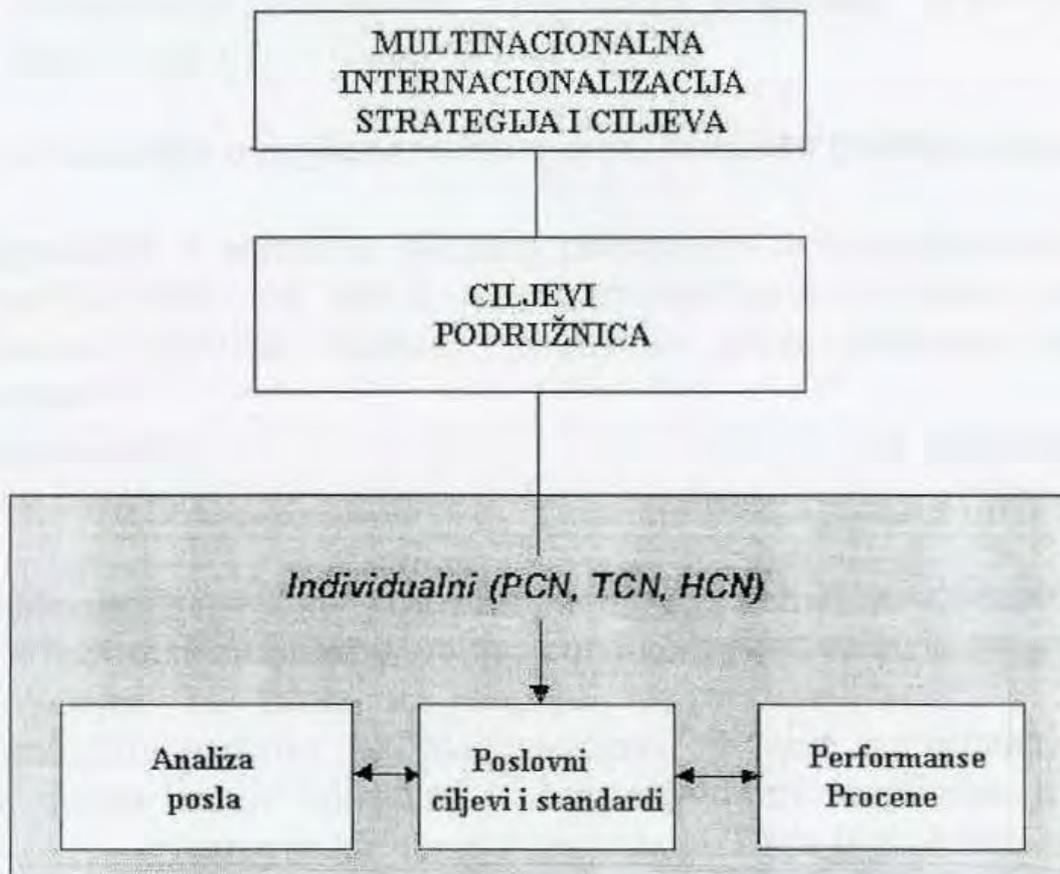 MULTINACIONALNA
INTERNACIONALIZACIJA
STRATEGIJA I CILJEVA
CILJEVI
PODRUŽNICA
Individualni (PCN, TCN, HCN)
Analiza
posla
Poslovni
ciljevi i standardi
Performanse
Procene